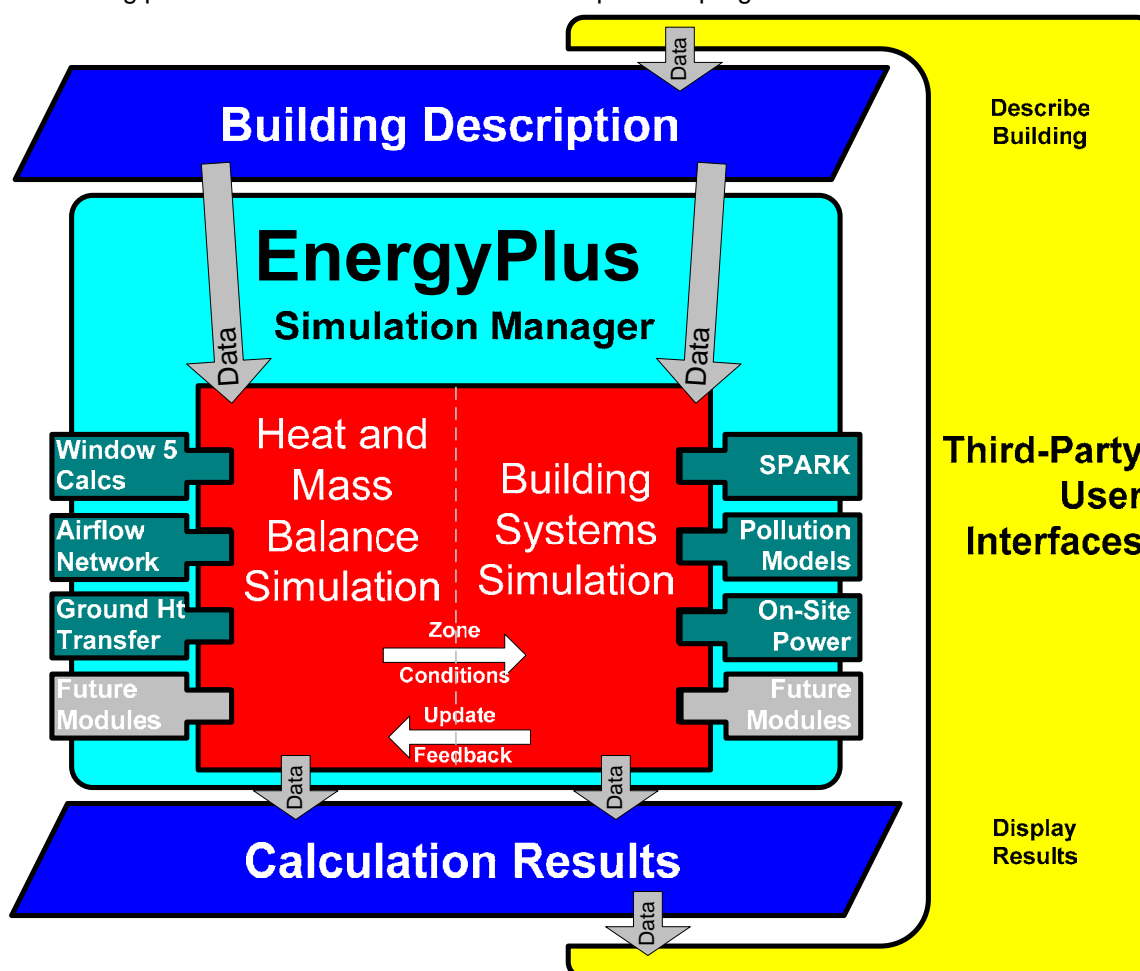 Data
Building Description
Describe
Building
EnergyPlus
Simulation Manager
Data
Data
Heat and
Mass
Balance
Simulation
Building
Systems
Simulation
Window 5
Calcs
Airflow
Network
Ground Ht
Transfer
Future
Modules
SPARK
Pollution
Models
On-Site
Power
Future
Modules
Zone
Conditions
Update
Feedback
Third-Party
User
Interfaces
Data
Data
Calculation Results
Display
Results
Data